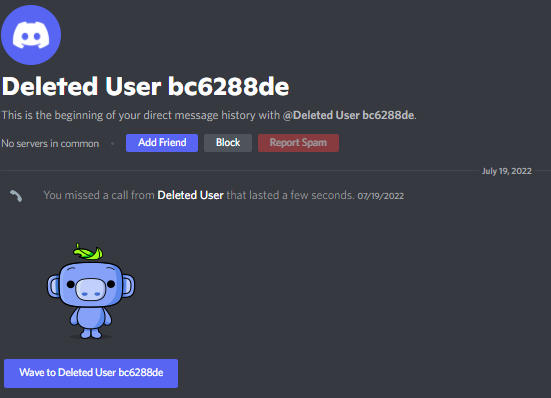 Deleted User bc6288de
This is the beginning of your direct message history with @Deleted User bc6288de.
No servers in common • Add Friend Block Report Spam
July 19, 2022
You missed a call from Deleted User that lasted a few seconds. 07/19/2022
Wave to Deleted User bc6288de